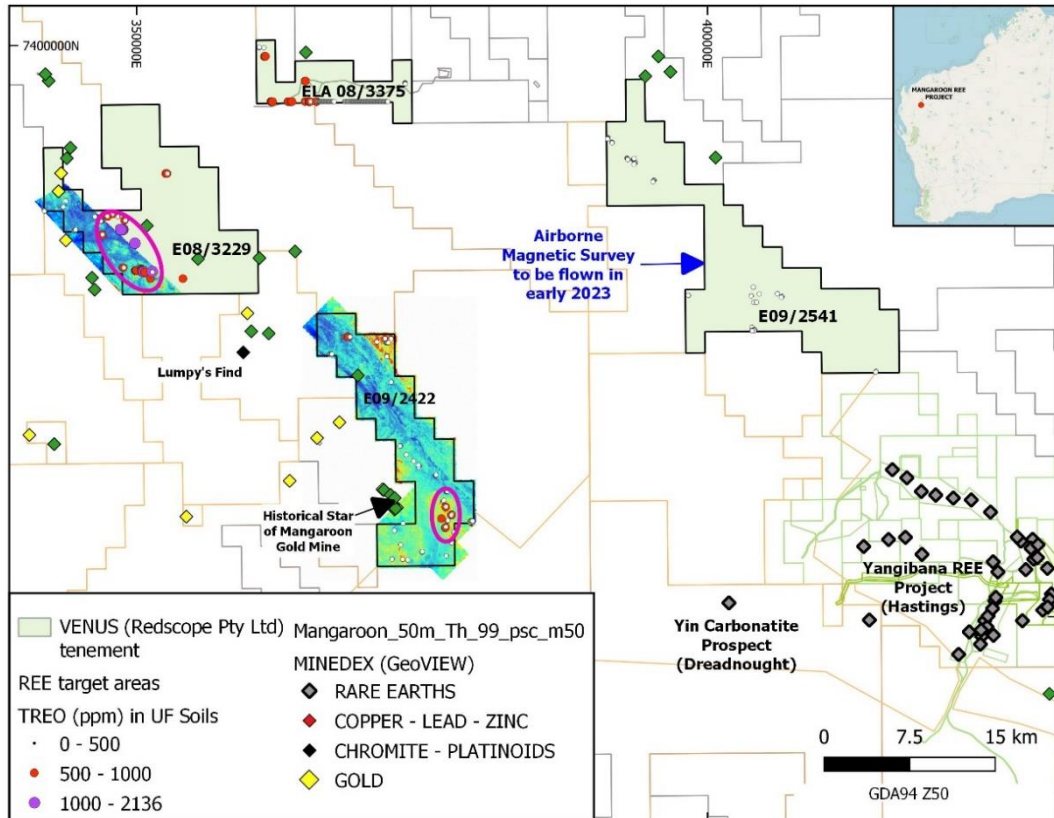 7400000N
350000E
400000E
MANGAROON REE
PROJECT
ELA 08/3375
E08/3229
Airborne
Magnetic Survey
to be flown in
early 2023
E09/2541
Lumpy's Find
E09/2422
Historical Star
of Mangaroon
Gold Mine
Yangibana REE
Project
(Hastings)
Yin Carbonatite
Prospect
(Dreadnought)
VENUS (Redscope Pty Ltd)
tenement
REE target areas
TREO (ppm) in UF Soils
0 - 500
500 - 1000
1000 - 2136
Mangaroon_50m_Th_99_psc_m50
MINEDEX (GeoVIEW)
RARE EARTHS
COPPER - LEAD - ZINC
CHROMITE - PLATINOIDS
GOLD
0 7.5 15 km
GDA94 Z50